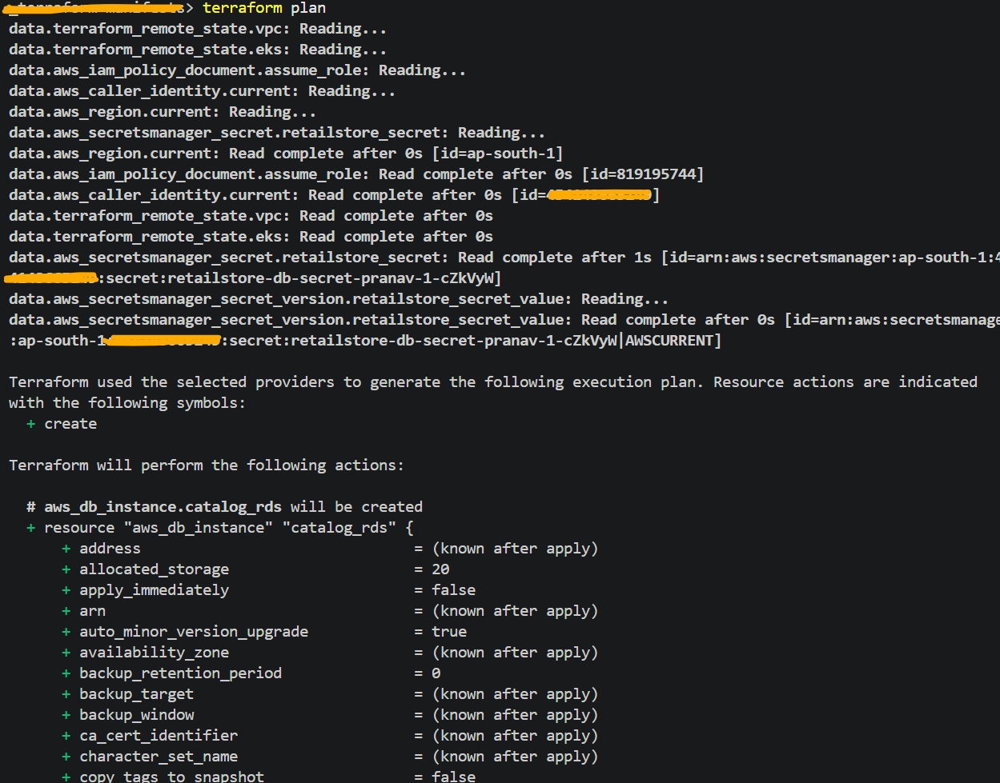 > terraform plan
data.terraform_remote_state.vpc: Reading...
data.terraform_remote_state.eks: Reading...
data.aws_iam_policy_document.assume_role: Reading...
data.aws_caller_identity.current: Reading...
data.aws_region.current: Reading...
data.aws_secretsmanager_secret.retailstore_secret: Reading...
data.aws_region.current: Read complete after 0s [id=ap-south-1]
data.aws_iam_policy_document.assume_role: Read complete after 0s [id=819195744]
data.aws_caller_identity.current: Read complete after 0s [id=]
data.terraform_remote_state.vpc: Read complete after 0s
data.terraform_remote_state.eks: Read complete after 0s
data.aws_secretsmanager_secret.retailstore_secret: Read complete after 1s [id=arn:aws:secretsmanager:ap-south-1:4
:secret:retailstore-db-secret-pranav-1-cZkVyW]
data.aws_secretsmanager_secret_version.retailstore_secret_value: Reading...
data.aws_secretsmanager_secret_version.retailstore_secret_value: Read complete after 0s [id=arn:aws:secretsmanage
:ap-south-1:secret:retailstore-db-secret-pranav-1-cZkVyW|AWSCURRENT]
Terraform used the selected providers to generate the following execution plan. Resource actions are indicated
with the following symbols:
+ create
Terraform will perform the following actions:
# aws_db_instance.catalog_rds will be created
+ resource "aws_db_instance" "catalog_rds" {
+ address = (known after apply)
+ allocated_storage = 20
+ apply_immediately = false
+ arn = (known after apply)
+ auto_minor_version_upgrade = true
+ availability_zone = (known after apply)
+ backup_retention_period = 0
+ backup_target = (known after apply)
+ backup_window = (known after apply)
+ ca_cert_identifier = (known after apply)
+ character_set_name = (known after apply)
+ copy_tags_to_snapshot = false